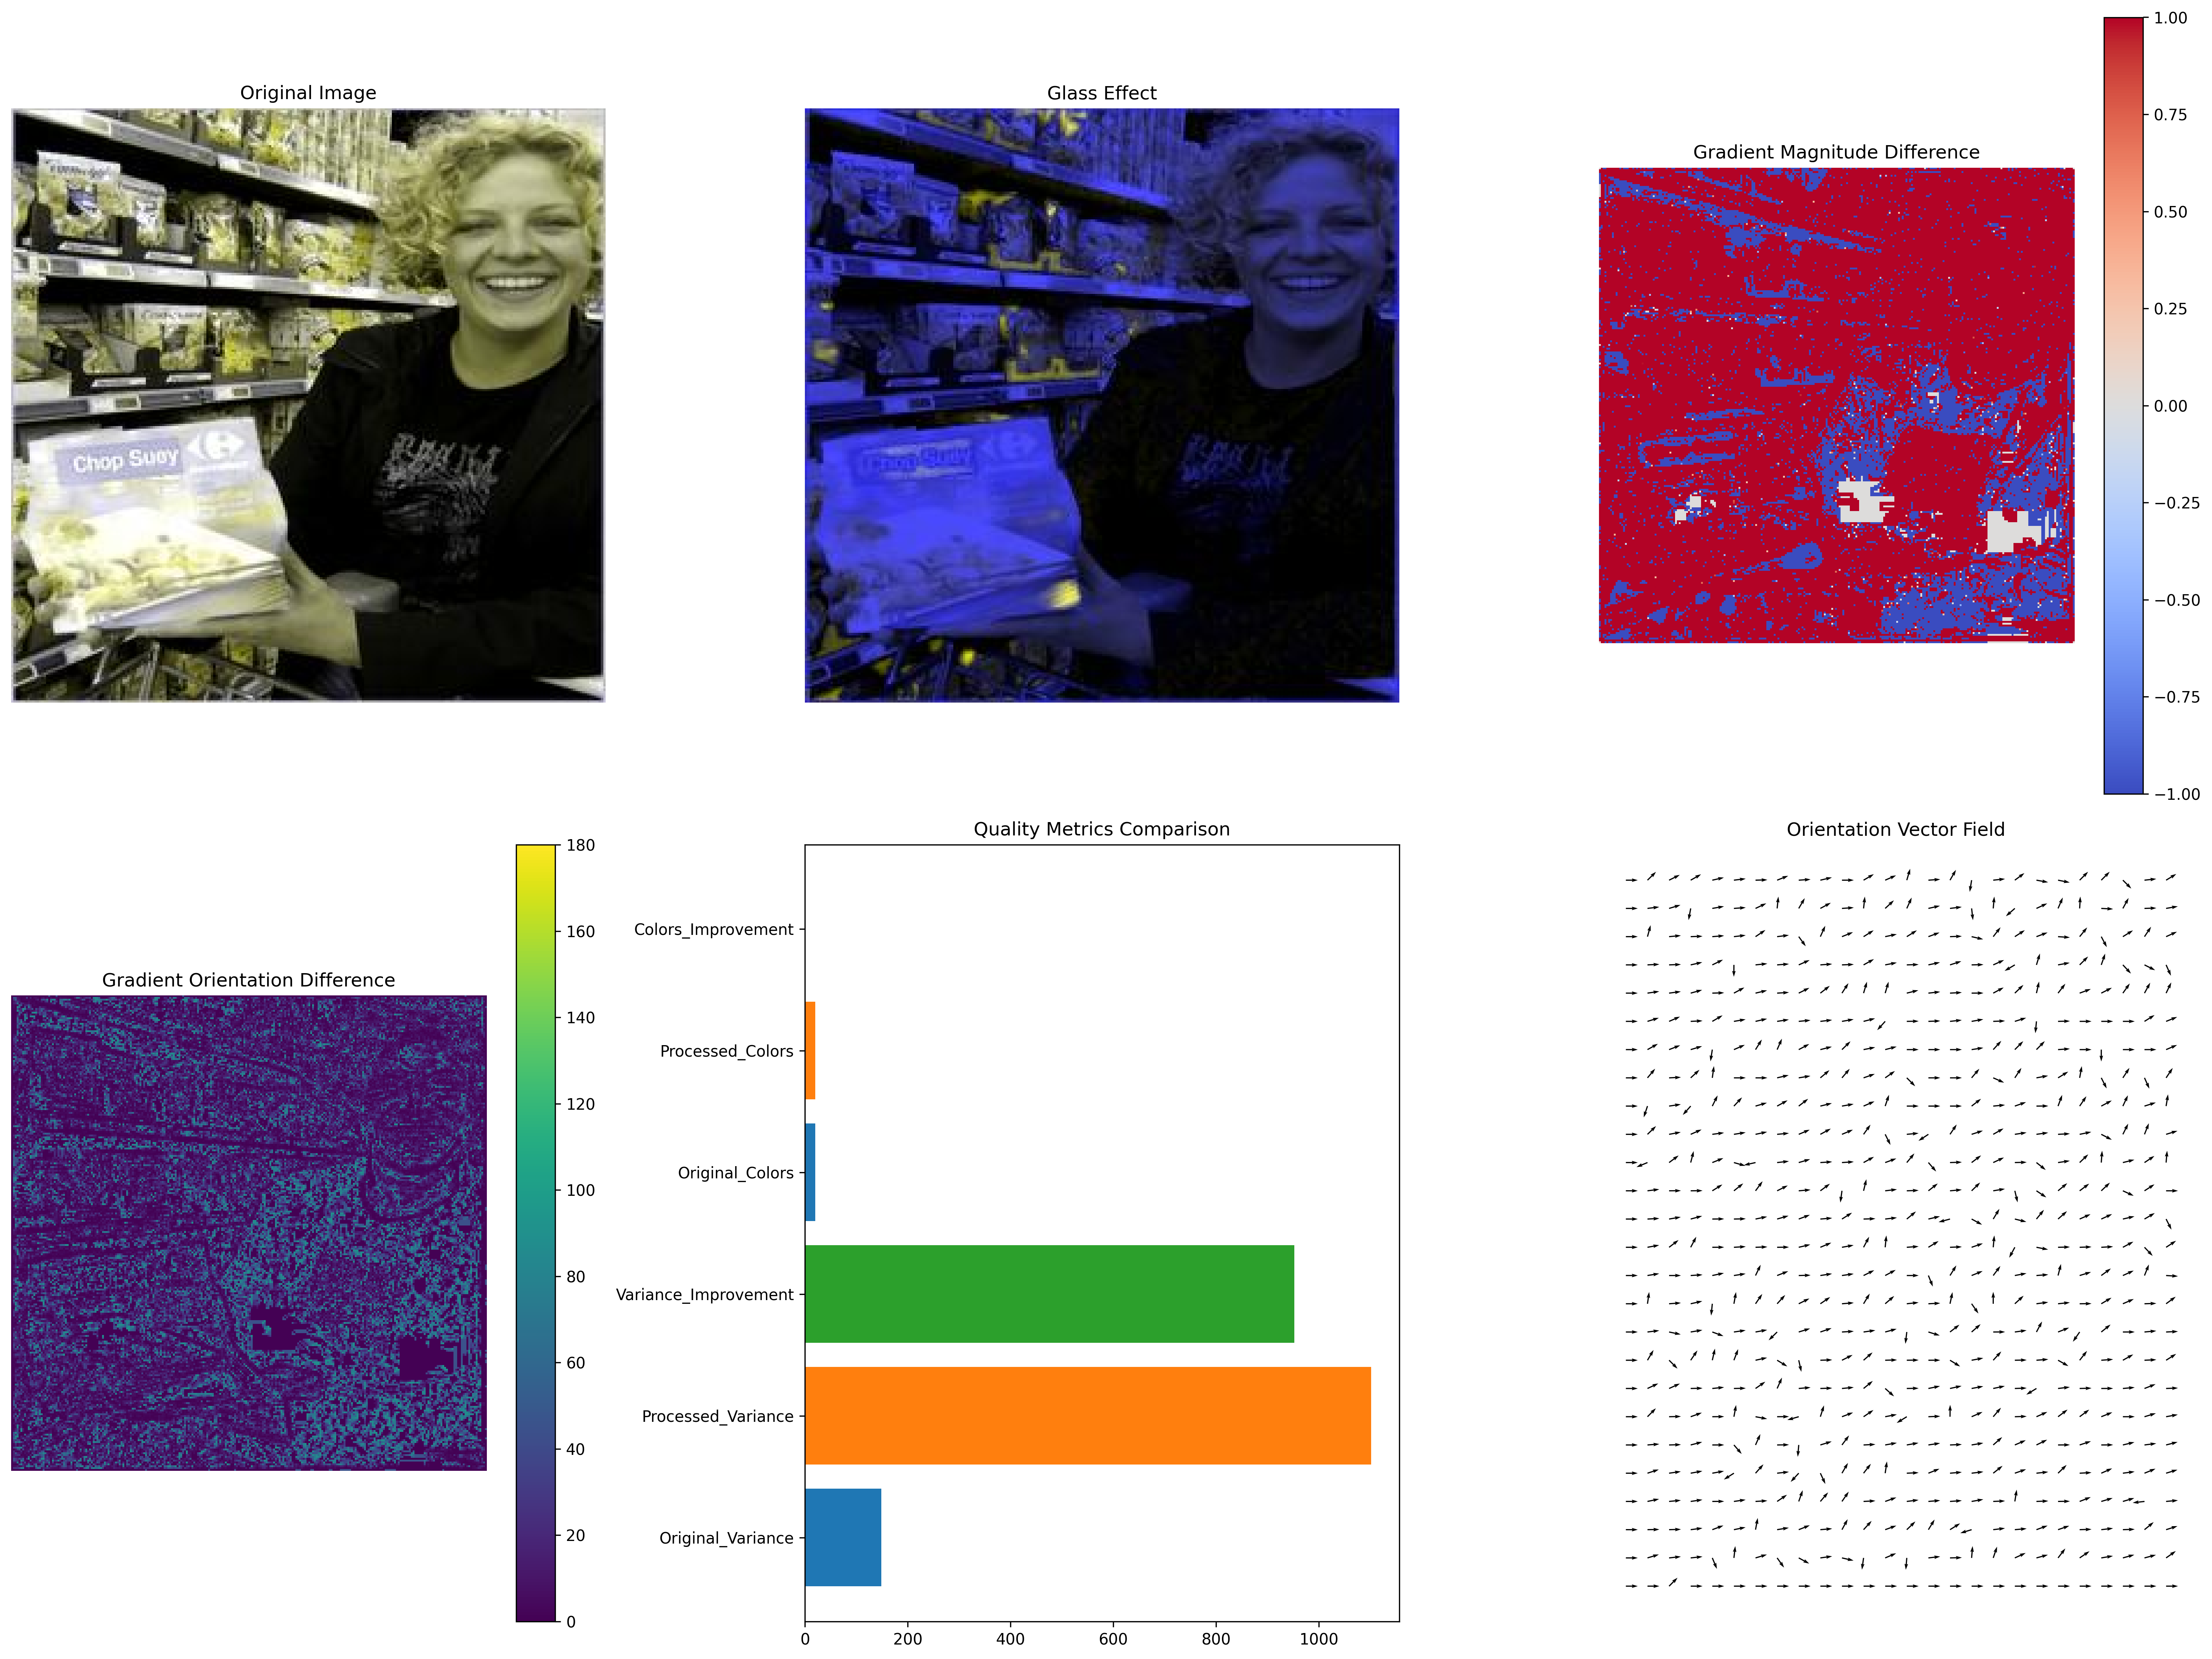 Original Image
Glass Effect
Gradient Magnitude Difference
1.00
0.75
0.50
0.25
0.00
−0.25
−0.50
−0.75
−1.00
Chop Suey
Chop Suey
Gradient Orientation Difference
180
160
140
120
100
80
60
40
20
0
Quality Metrics Comparison
Colors_Improvement
Processed_Colors
Original_Colors
Variance_Improvement
Processed_Variance
Original_Variance
0 200 400 600 800 1000
Orientation Vector Field